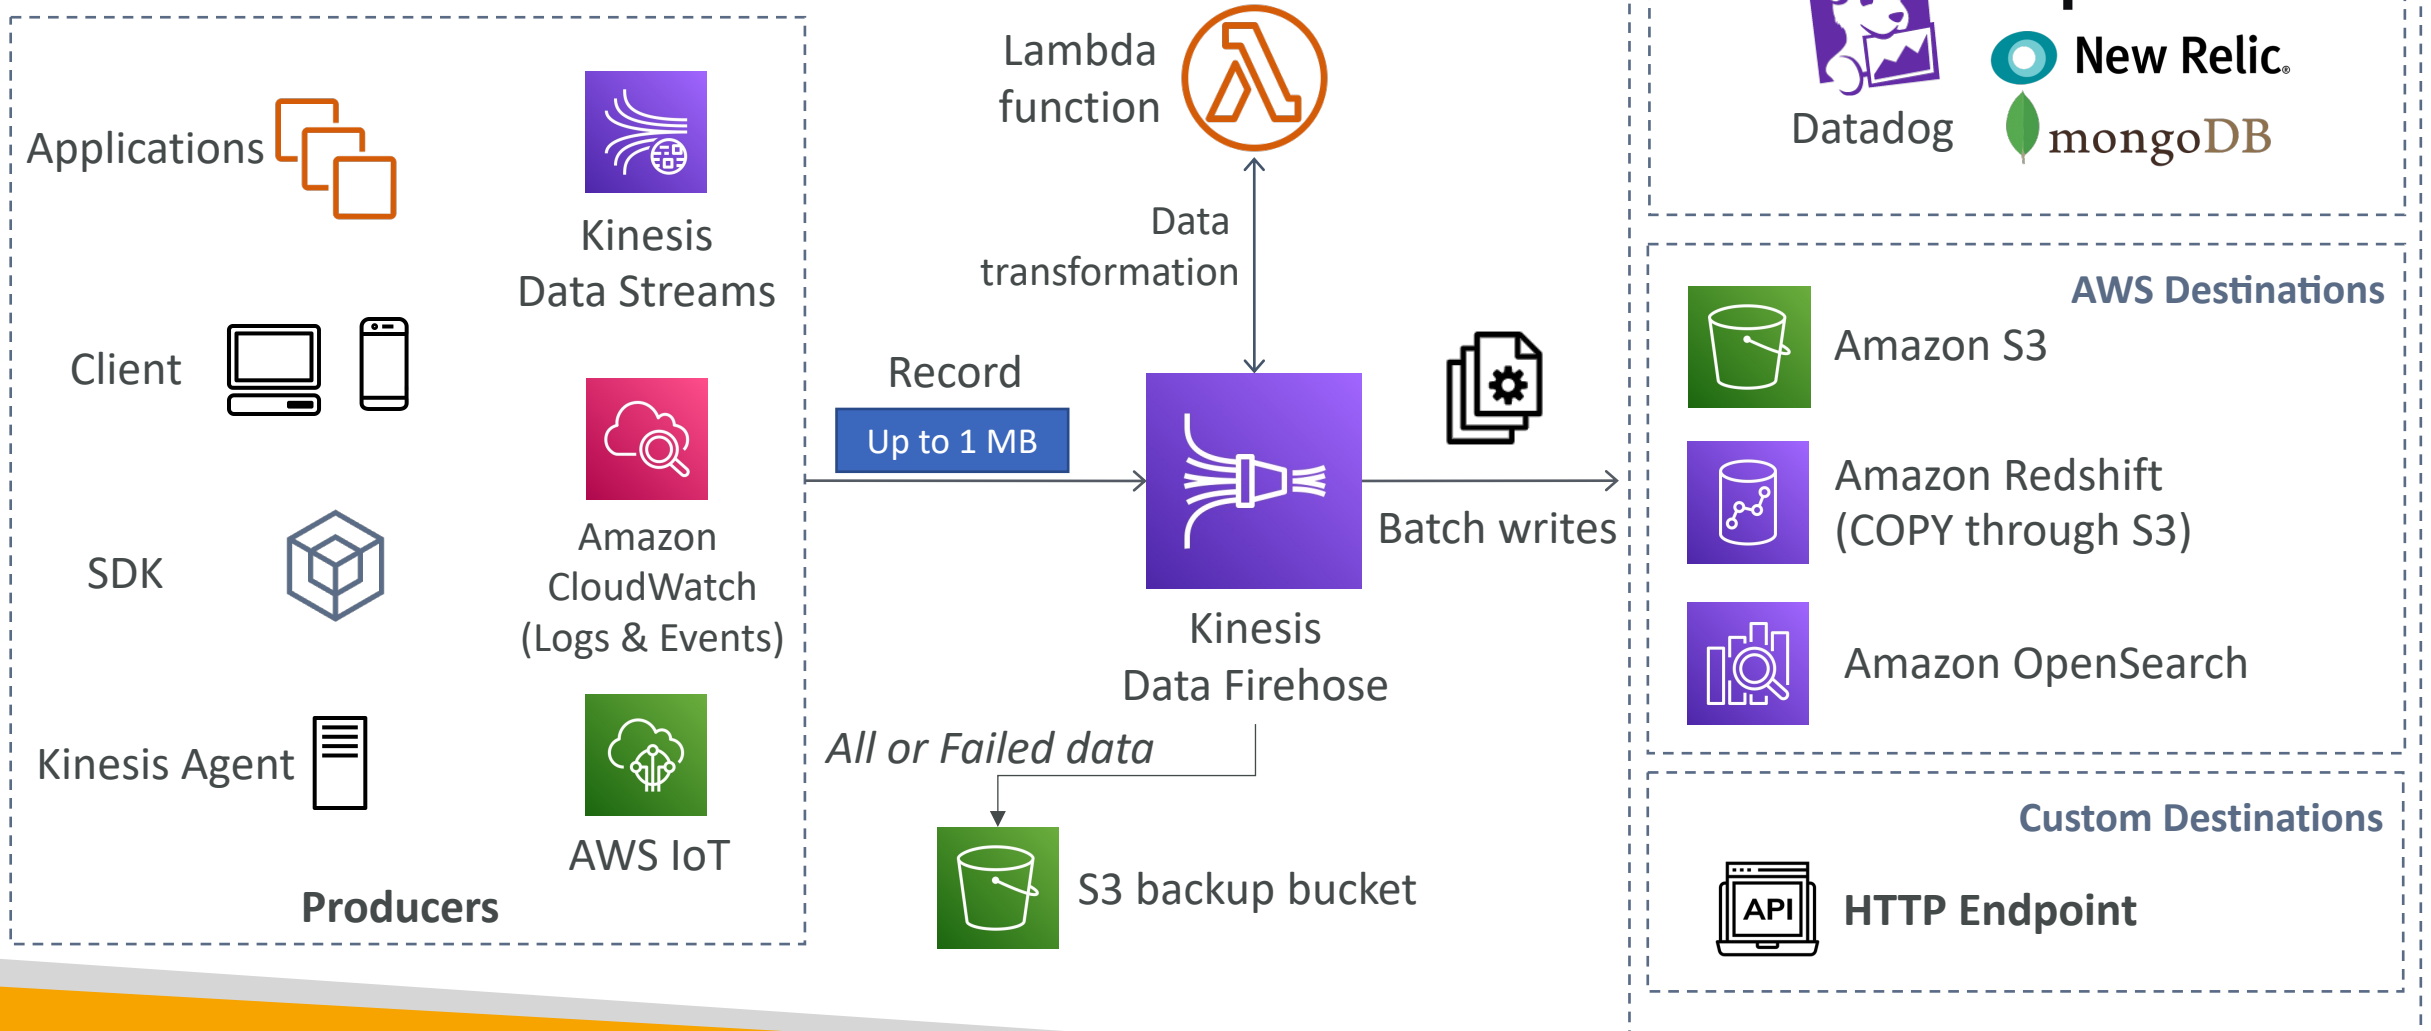 Applications
Kinesis
Data Streams
Client
Amazon
CloudWatch
(Logs & Events)
SDK
Kinesis Agent
AWS IoT
Producers
Lambda
function
Data
transformation
Record
Up to 1 MB
Kinesis
Data Firehose
All or Failed data
S3 backup bucket
Batch writes
Datadog
New Relic®
mongoDB
AWS Destinations
Amazon S3
Amazon Redshift
(COPY through S3)
Amazon OpenSearch
Custom Destinations
API
HTTP Endpoint